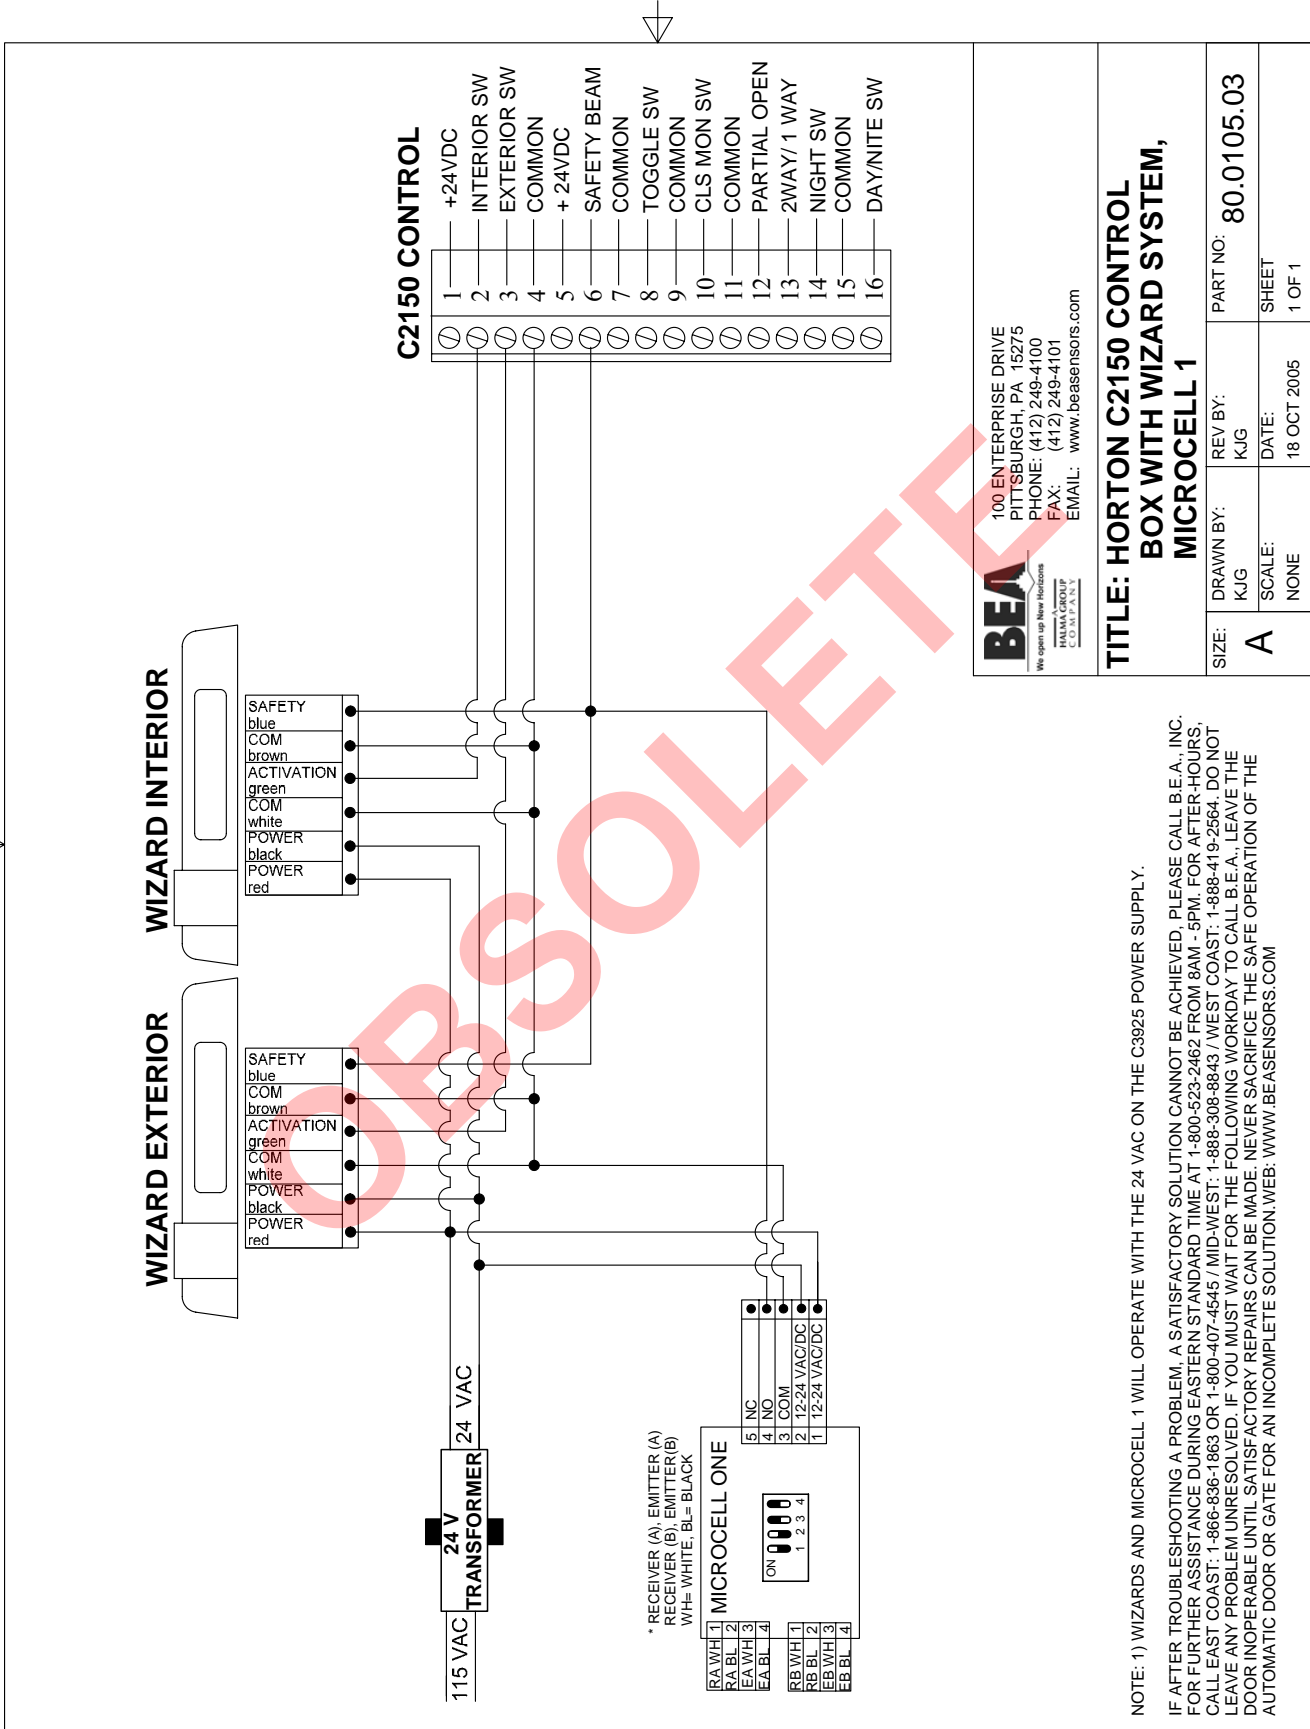 WIZARD EXTERIOR
SAFETY
blue
COM
brown
ACTIVATION
green
COM
white
POWER
black
POWER
red
WIZARD INTERIOR
SAFETY
blue
COM
brown
ACTIVATION
green
COM
white
POWER
black
POWER
red
C2150 CONTROL
1 +24VDC
2 INTERIOR SW
3 EXTERIOR SW
4 COMMON
5 + 24VDC
6 SAFETY BEAM
7 COMMON
8 TOGGLE SW
9 COMMON
10 CLS MON SW
11 COMMON
12 PARTIAL OPEN
13 2WAY/ 1 WAY
14 NIGHT SW
15 COMMON
16 DAY/NITE SW
115 VAC
24 V
TRANSFORMER
24 VAC
* RECEIVER (A), EMITTER (A)
RECEIVER (B), EMITTER(B)
WH= WHITE, BL= BLACK
MICROCELL ONE
RA WH 1
RA BL 2
EA WH 3
EA BL 4
RB WH 1
RB BL 2
EB WH 3
EB BL 4
ON
1 2 3 4
5 NC
4 NO
3 COM
2 12-24 VAC/DC
1 12-24 VAC/DC
OBSOLETE
BEA
We open up New Horizons
A
HALMA GROUP
COMPANY
100 ENTERPRISE DRIVE
PITTSBURGH, PA 15275
PHONE: (412) 249-4100
FAX: (412) 249-4101
EMAIL: www.beasensors.com
TITLE: HORTON C2150 CONTROL
BOX WITH WIZARD SYSTEM,
MICROCELL 1
SIZE:
A
DRAWN BY:
KJG
REV BY:
KJG
PART NO:
80.0105.03
SCALE:
NONE
DATE:
18 OCT 2005
SHEET
1 OF 1
NOTE: 1) WIZARDS AND MICROCELL 1 WILL OPERATE WITH THE 24 VAC ON THE C3925 POWER SUPPLY.
IF AFTER TROUBLESHOOTING A PROBLEM, A SATISFACTORY SOLUTION CANNOT BE ACHIEVED, PLEASE CALL B.E.A., INC.
FOR FURTHER ASSISTANCE DURING EASTERN STANDARD TIME AT 1-800-523-2462 FROM 8AM - 5PM. FOR AFTER-HOURS,
CALL EAST COAST: 1-866-836-1863 OR 1-800-407-4545 / MID-WEST: 1-888-308-8843 / WEST COAST: 1-888-419-2564. DO NOT
LEAVE ANY PROBLEM UNRESOLVED. IF YOU MUST WAIT FOR THE FOLLOWING WORKDAY TO CALL B.E.A., LEAVE THE
DOOR INOPERABLE UNTIL SATISFACTORY REPAIRS CAN BE MADE. NEVER SACRIFICE THE SAFE OPERATION OF THE
AUTOMATIC DOOR OR GATE FOR AN INCOMPLETE SOLUTION.WEB: WWW.BEASENSORS.COM